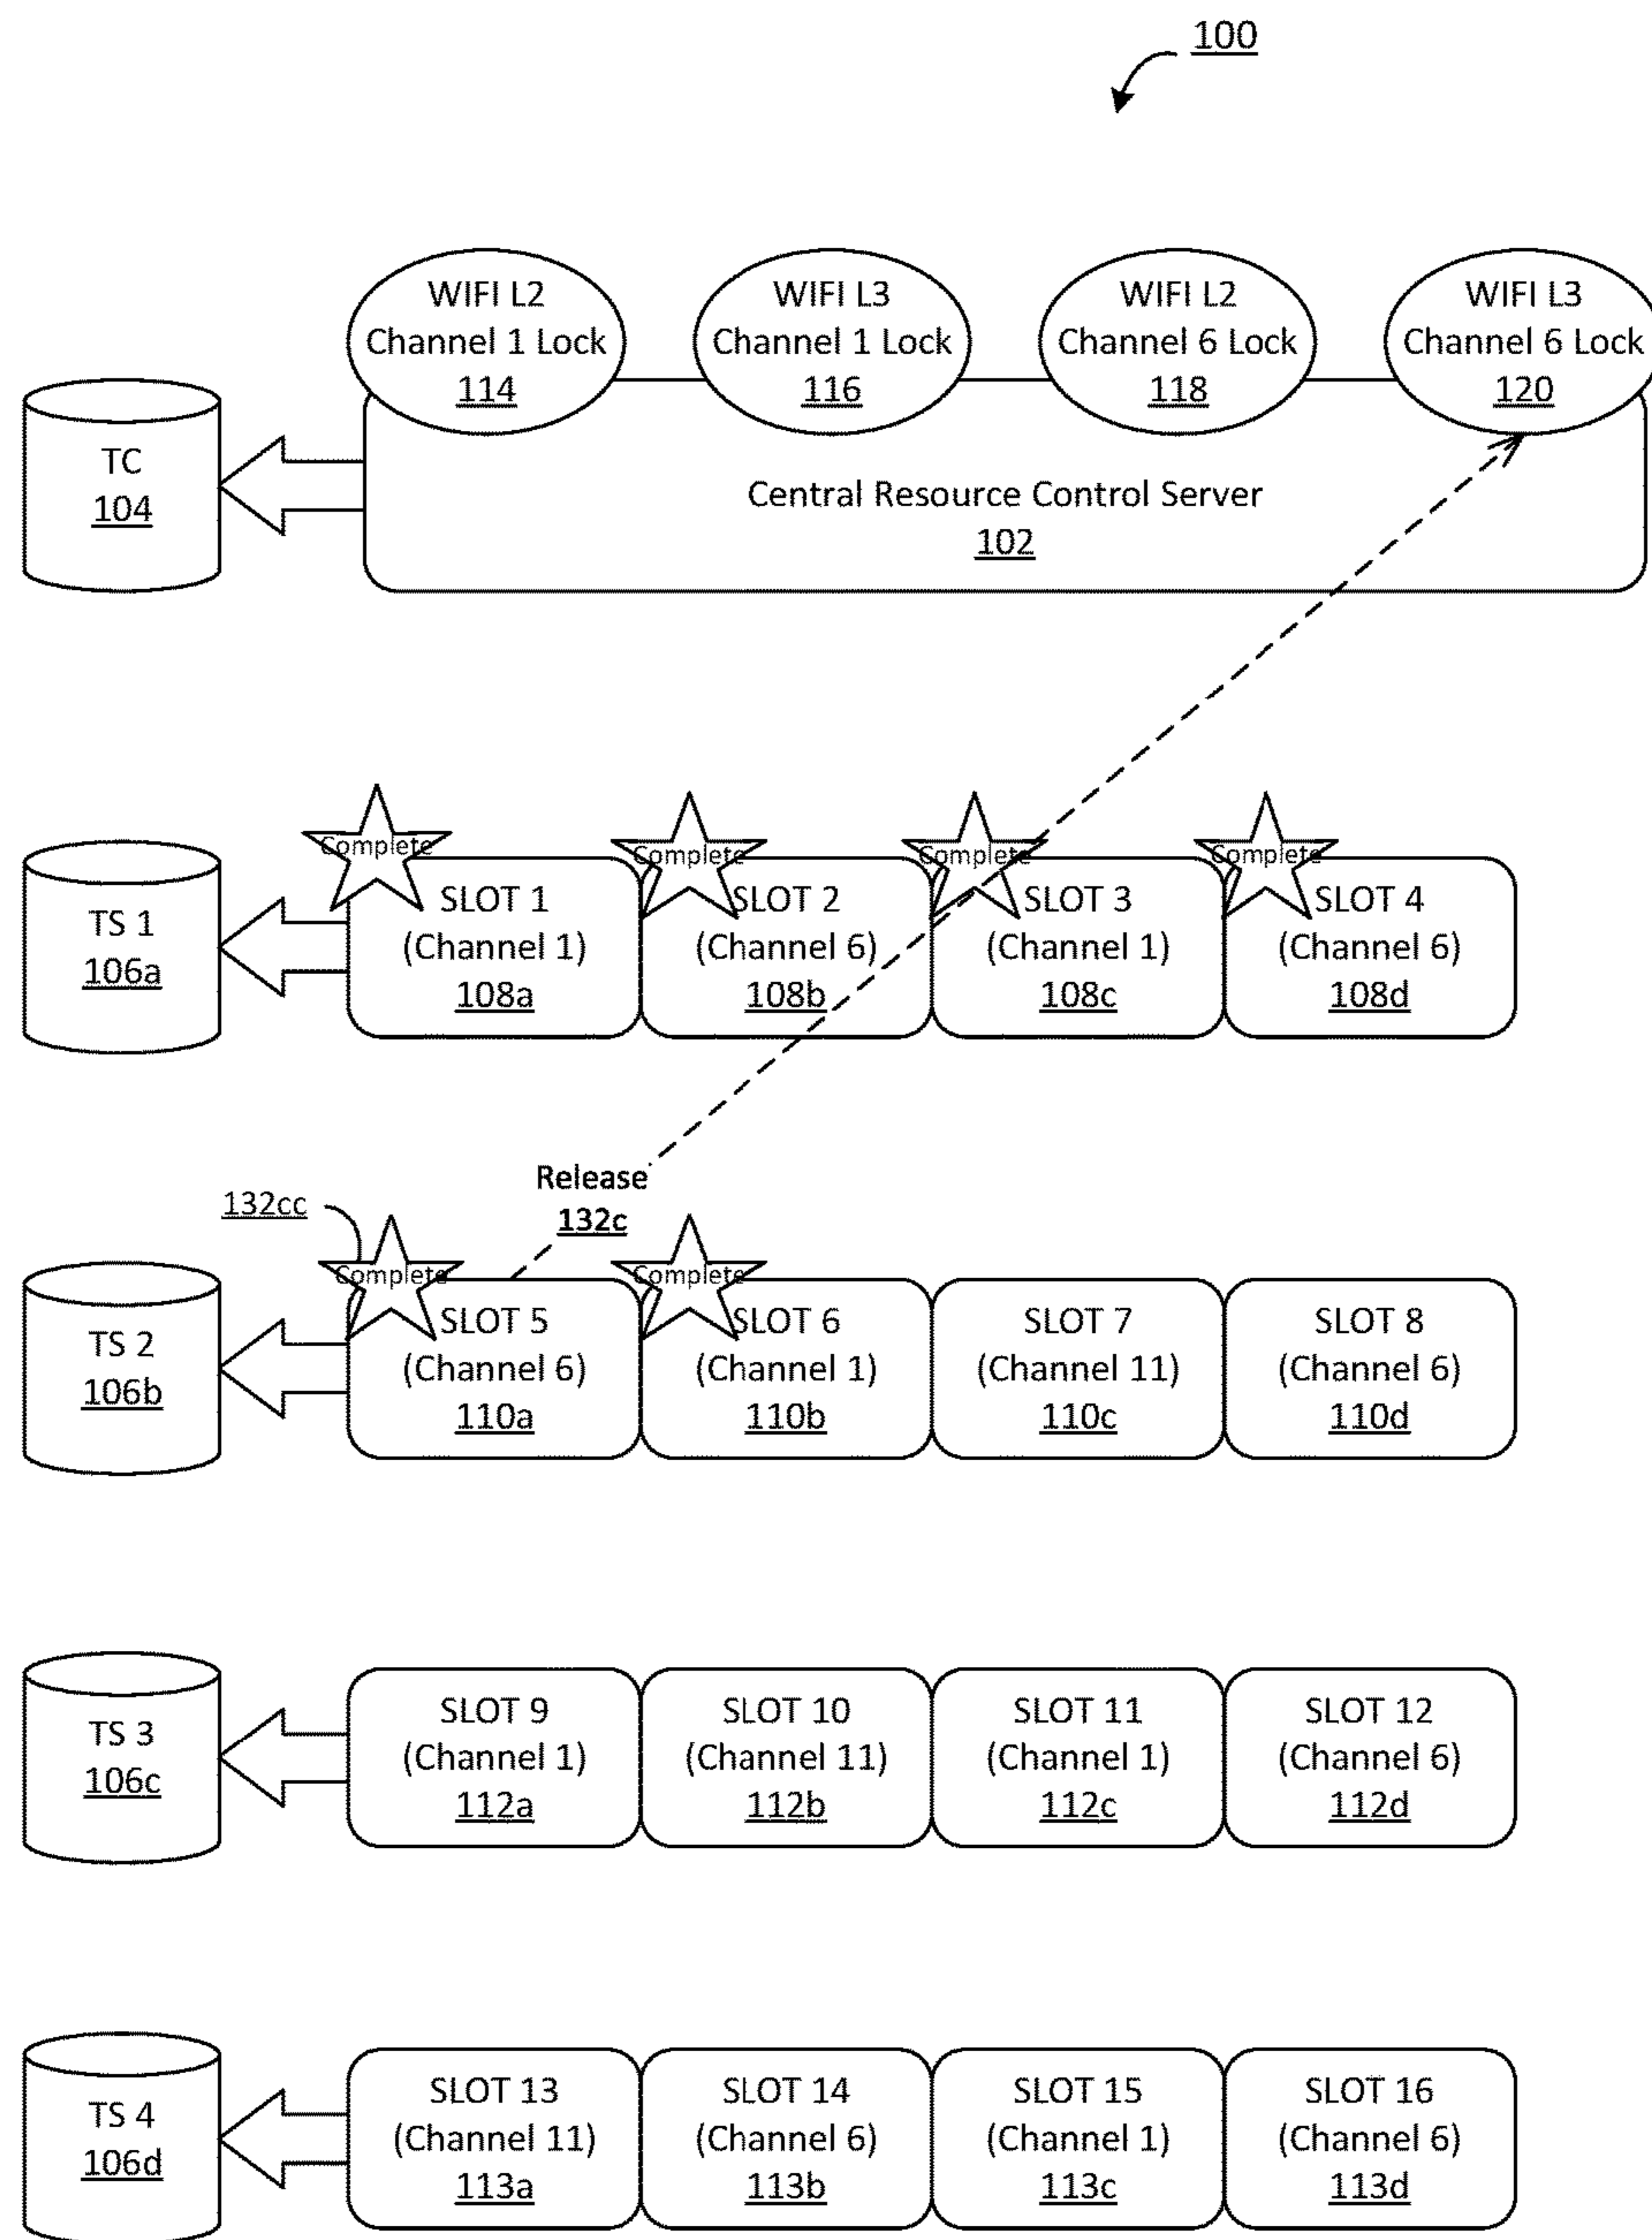 100
WIFI L2
Channel 1 Lock
114
WIFI L3
Channel 1 Lock
116
WIFI L2
Channel 6 Lock
118
WIFI L3
Channel 6 Lock
120
TC
104
Central Resource Control Server
102
Complete
Complete
Complete
Complete
TS 1
106a
SLOT 1
(Channel 1)
108a
SLOT 2
(Channel 6)
108b
SLOT 3
(Channel 1)
108c
SLOT 4
(Channel 6)
108d
Release
132c
132cc
Complete
Complete
TS 2
106b
SLOT 5
(Channel 6)
110a
SLOT 6
(Channel 1)
110b
SLOT 7
(Channel 11)
110c
SLOT 8
(Channel 6)
110d
TS 3
106c
SLOT 9
(Channel 1)
112a
SLOT 10
(Channel 11)
112b
SLOT 11
(Channel 1)
112c
SLOT 12
(Channel 6)
112d
TS 4
106d
SLOT 13
(Channel 11)
113a
SLOT 14
(Channel 6)
113b
SLOT 15
(Channel 1)
113c
SLOT 16
(Channel 6)
113d